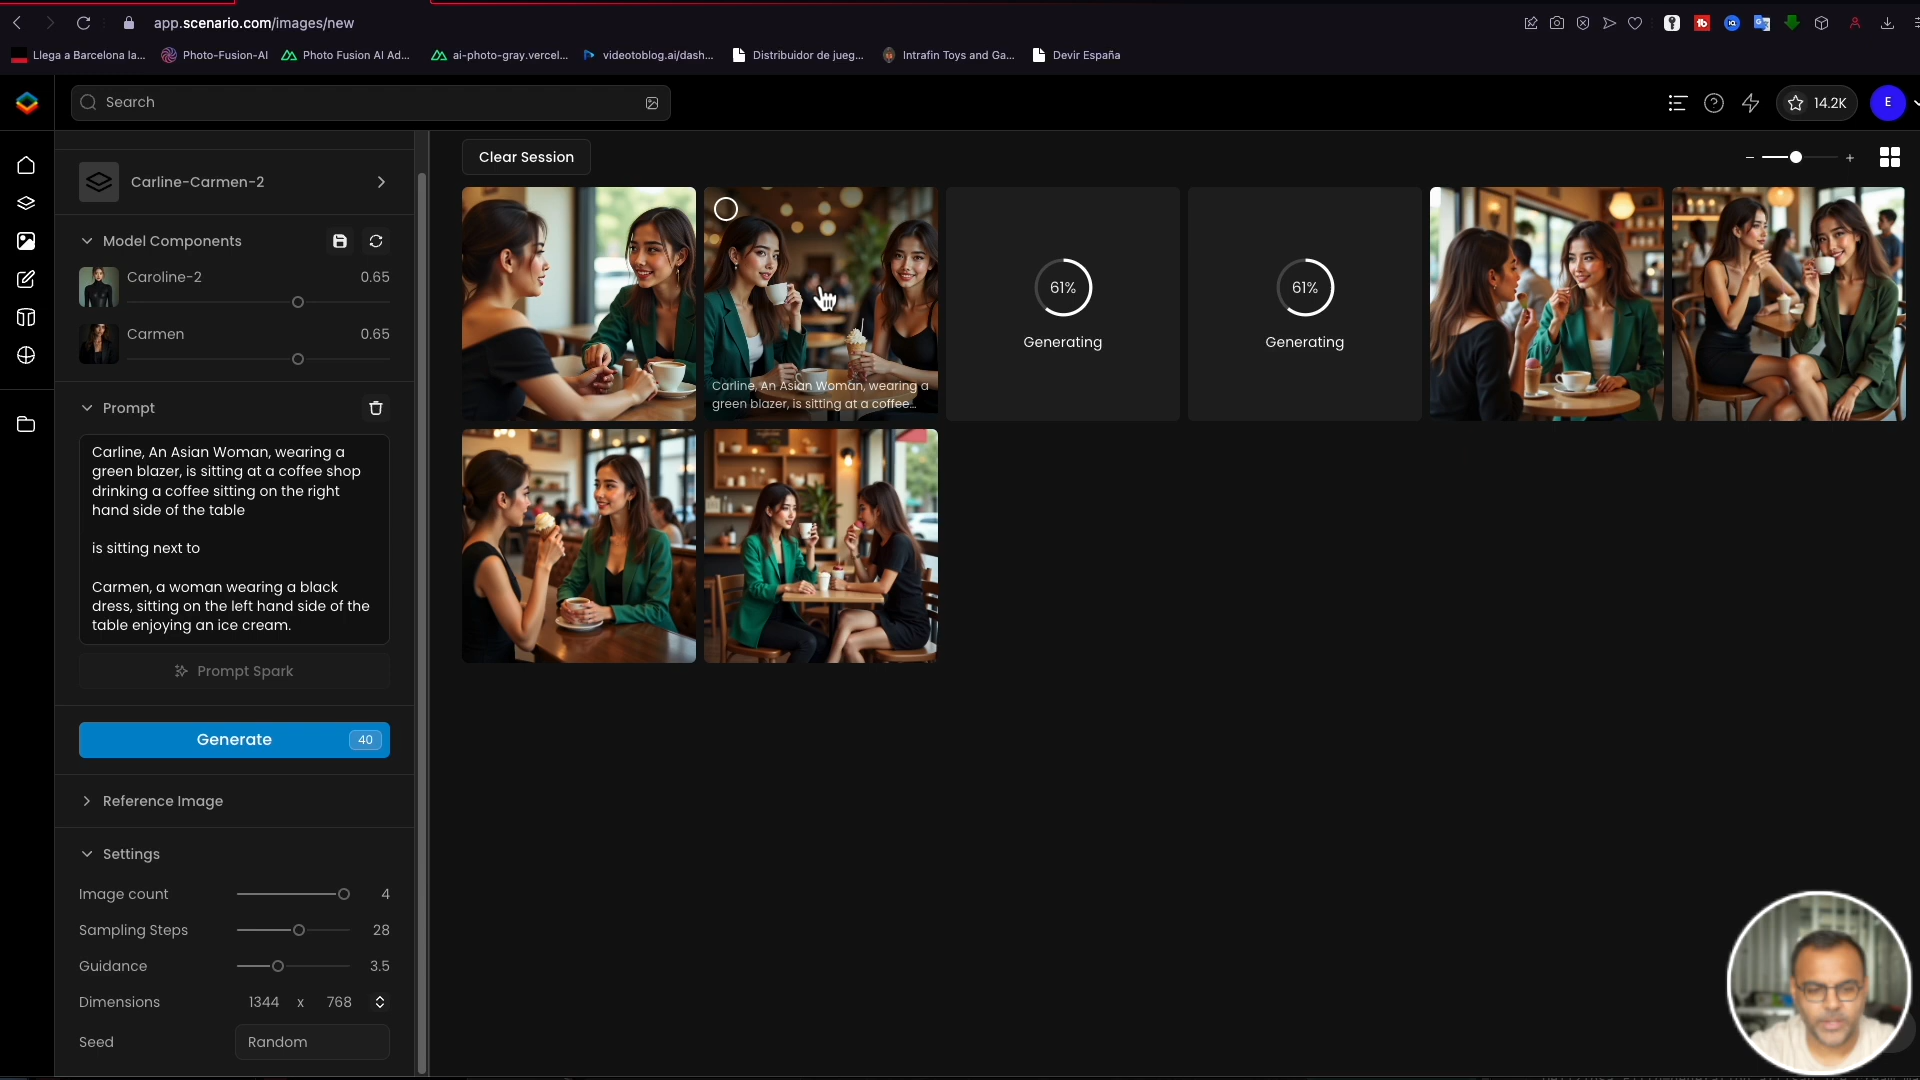 app.scenario.com/images/new
Llega a Barcelona la...
Photo-Fusion-AI
Photo Fusion AI Ad...
ai-photo-gray.vercel...
videotoblog.ai/dash...
Distribuidor de jueg...
Intrafin Toys and Ga...
Devir España
Search
14.2K
E
Carline-Carmen-2
Clear Session
Model Components
Caroline-2
0.65
Carmen
0.65
Prompt
Carline, An Asian Woman, wearing a
green blazer, is sitting at a coffee shop
drinking a coffee sitting on the right
hand side of the table
is sitting next to
Carmen, a woman wearing a black
dress, sitting on the left hand side of the
table enjoying an ice cream.
Prompt Spark
Generate
40
Reference Image
Settings
Image count
4
Sampling Steps
28
Guidance
3.5
Dimensions
1344 x 768
Seed
Random
Carline, An Asian Woman, wearing a
green blazer, is sitting at a coffee...
61%
Generating
61%
Generating